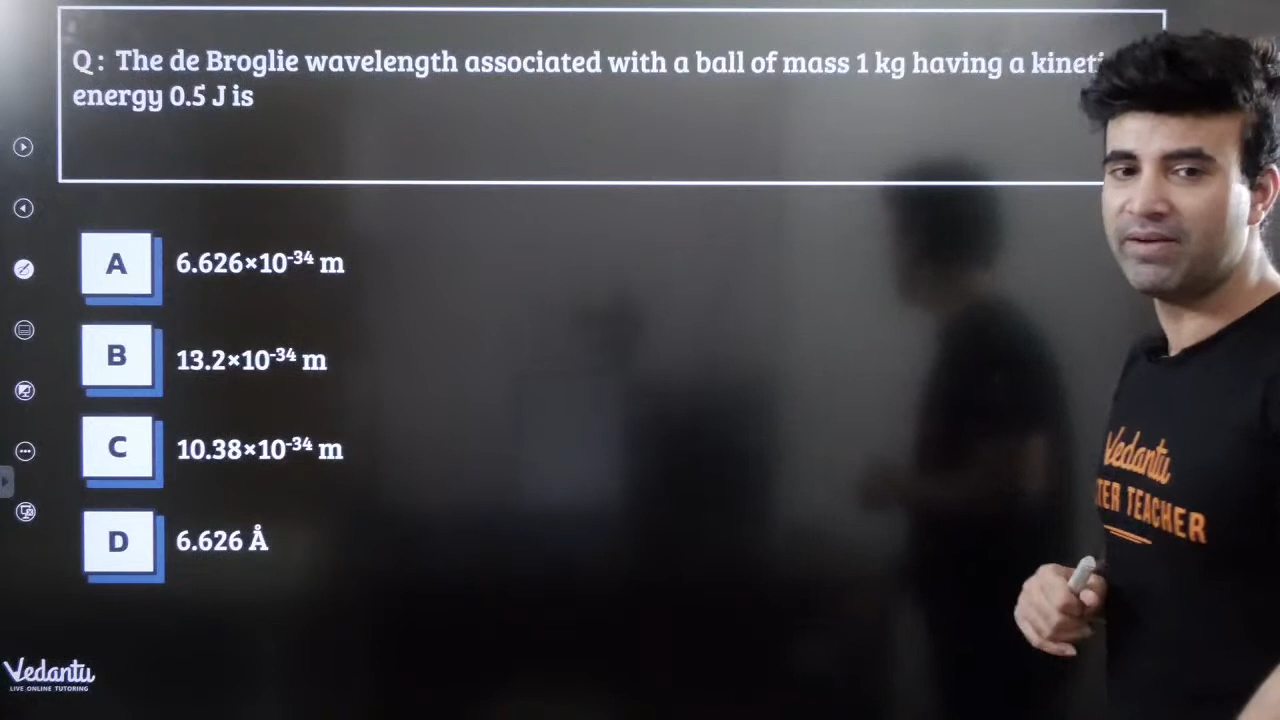 Q : The de Broglie wavelength associated with a ball of mass 1 kg having a kineti
energy 0.5 J is
A 6.626×10⁻³⁴ m
B 13.2×10⁻³⁴ m
C 10.38×10⁻³⁴ m
D 6.626 Å
Vedantu
TER TEACHER
Vedantu
LIVE ONLINE TUTORING